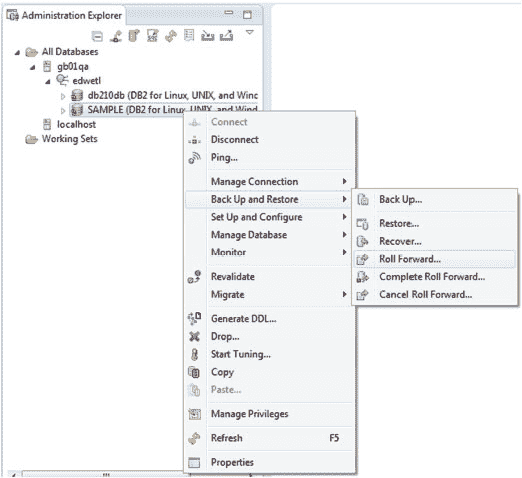 Administration Explorer
All Databases
gb01qa
edwetl
db210db (DB2 for Linux, UNIX, and Winc
SAMPLE (DB2 for Linux, UNIX, and Wind
localhost
Working Sets
Connect
Disconnect
Ping...
Manage Connection
Back Up and Restore
Set Up and Configure
Manage Database
Monitor
Revalidate
Migrate
Generate DDL...
Drop...
Start Tuning...
Copy
Paste...
Manage Privileges
Refresh F5
Properties
Back Up...
Restore...
Recover...
Roll Forward...
Complete Roll Forward...
Cancel Roll Forward...